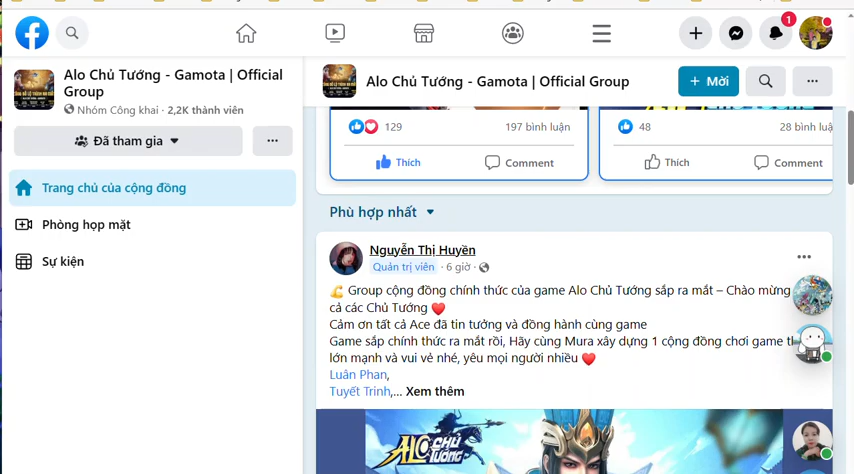 1
Alo Chủ Tướng - Gamota | Official
Group
Nhóm Công khai · 2,2K thành viên
Đã tham gia
Trang chủ của cộng đồng
Phòng họp mặt
Sự kiện
Alo Chủ Tướng - Gamota | Official Group
+ Mời
129
197 bình luận
Thích
Comment
48
28 bình luậ
Thích
Comment
Phù hợp nhất
Nguyễn Thị Huyền
Quản trị viên · 6 giờ ·
Group cộng đồng chính thức của game Alo Chủ Tướng sắp ra mắt – Chào mừng
cả các Chủ Tướng
Cảm ơn tất cả Ace đã tin tưởng và đồng hành cùng game
Game sắp chính thức ra mắt rồi, Hãy cùng Mura xây dựng 1 cộng đồng chơi game
lớn mạnh và vui vẻ nhé, yêu mọi người nhiều
Luân Phan,
Tuyết Trinh,... Xem thêm
ALO CHỦ
TƯỚNG